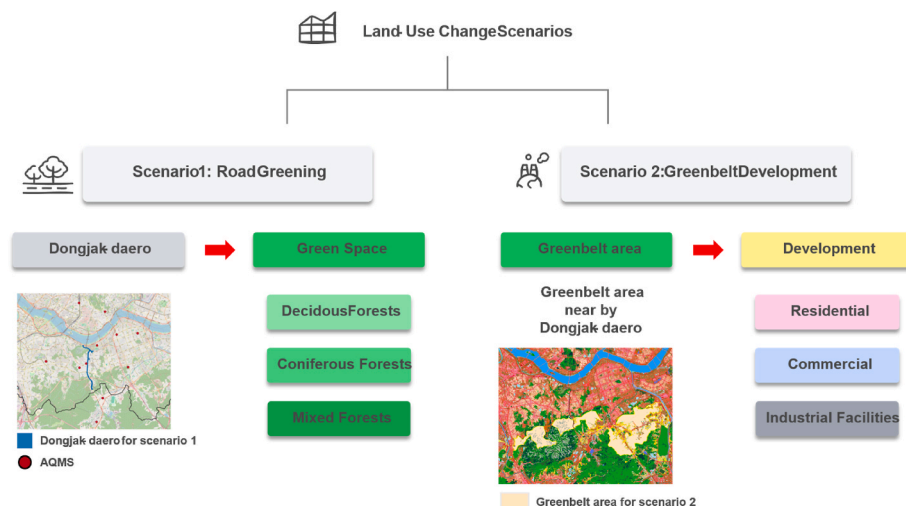 Land-Use ChangeScenarios
Scenario1: RoadGreening
Scenario 2:GreenbeltDevelopment
Dongjak-daero
Green Space
Greenbelt area
Development
DecidousForests
Coniferous Forests
Mixed Forests
Dongjak-daero for scenario 1
AQMS
Greenbelt area
near by
Dongjak-daero
Residential
Commercial
Industrial Facilities
Greenbelt area for scenario 2